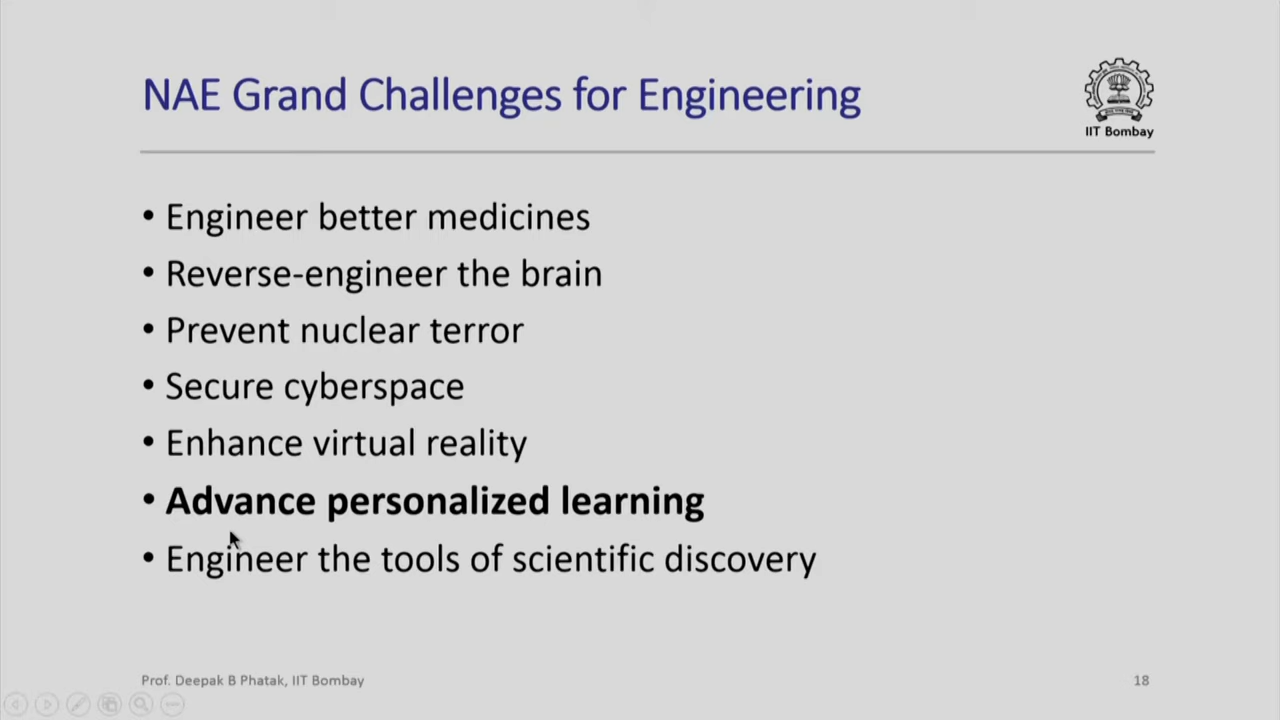 NAE Grand Challenges for Engineering
IIT Bombay
• Engineer better medicines
• Reverse-engineer the brain
• Prevent nuclear terror
• Secure cyberspace
• Enhance virtual reality
• Advance personalized learning
• Engineer the tools of scientific discovery
Prof. Deepak B Phatak, IIT Bombay
18